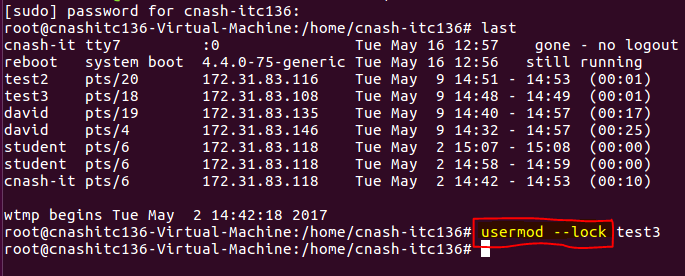 [sudo] password for cnash-itc136:
root@cnashitc136-Virtual-Machine:/home/cnash-itc136# last
cnash-it tty7         :0               Tue May 16 12:57    gone - no logout
reboot   system boot  4.4.0-75-generic Tue May 16 12:56   still running
test2    pts/20       172.31.83.116    Tue May  9 14:51 - 14:53  (00:01)
test3    pts/18       172.31.83.108    Tue May  9 14:48 - 14:49  (00:01)
david    pts/19       172.31.83.135    Tue May  9 14:40 - 14:57  (00:17)
david    pts/4        172.31.83.146    Tue May  9 14:32 - 14:57  (00:25)
student  pts/6        172.31.83.118    Tue May  2 15:07 - 15:08  (00:00)
student  pts/6        172.31.83.118    Tue May  2 14:58 - 14:59  (00:00)
cnash-it pts/6        172.31.83.118    Tue May  2 14:42 - 14:53  (00:10)
wtmp begins Tue May  2 14:42:18 2017
root@cnashitc136-Virtual-Machine:/home/cnash-itc136# usermod --lock test3
root@cnashitc136-Virtual-Machine:/home/cnash-itc136#